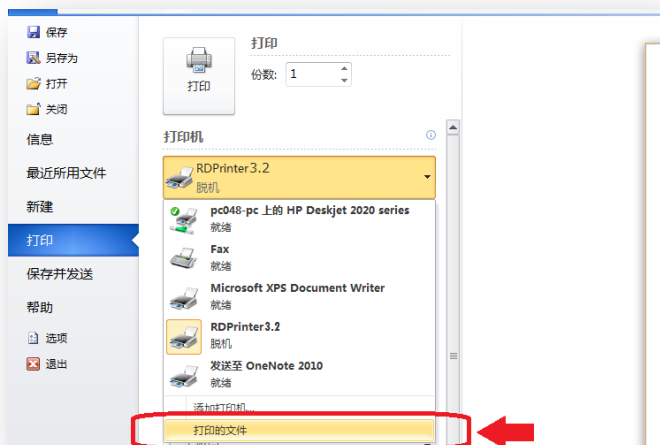 保存
另存为
打开
关闭
信息
最近所用文件
新建
打印
保存并发送
帮助
选项
退出
打印
打印
份数: 1
打印机
RDPrinter3.2
脱机
pc048-pc 上的 HP Deskjet 2020 series
就绪
Fax
就绪
Microsoft XPS Document Writer
就绪
RDPrinter3.2
脱机
发送至 OneNote 2010
就绪
添加打印机...
打印的文件